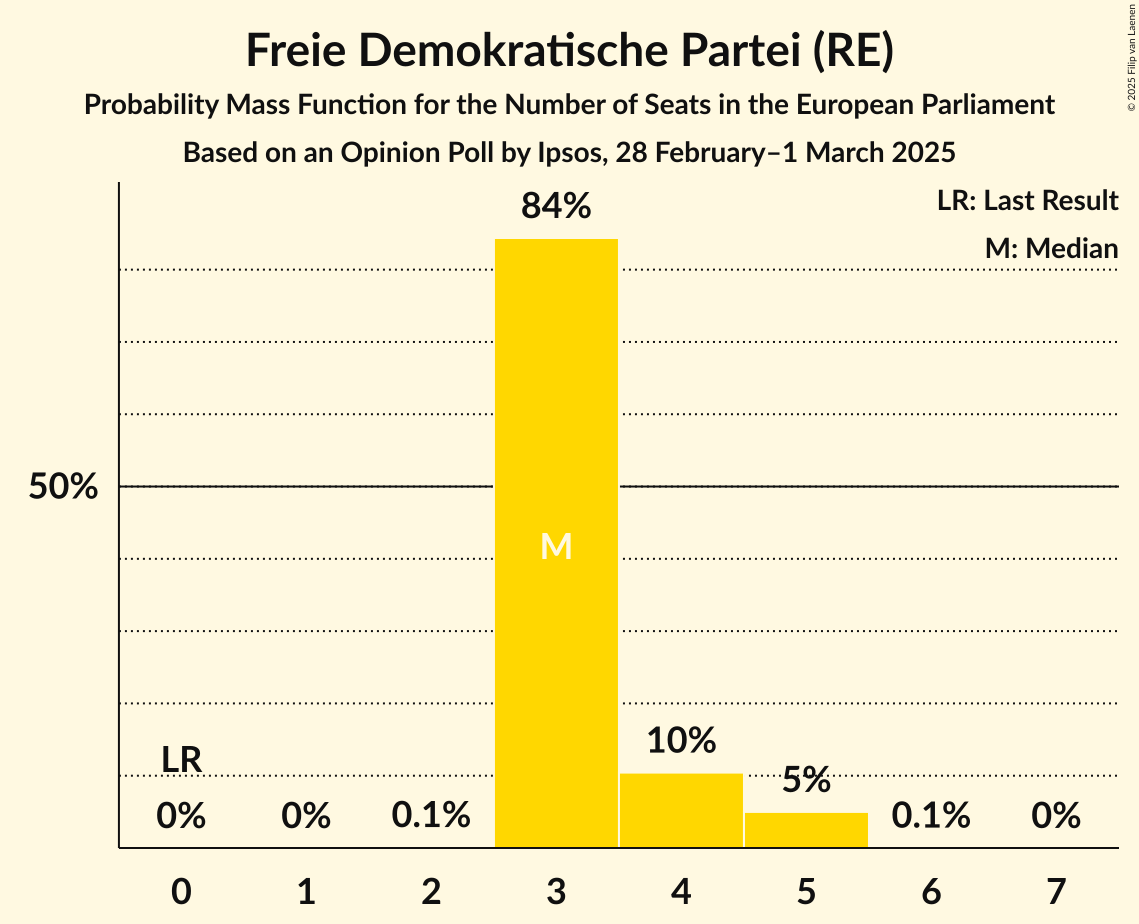 Freie Demokratische Partei (RE)
Probability Mass Function for the Number of Seats in the European Parliament
Based on an Opinion Poll by Ipsos, 28 February–1 March 2025
© 2025 Filip van Laenen
LR: Last Result
M: Median
84%
50%
M
LR
10%
5%
0%
0%
0.1%
0.1%
0%
0 1 2 3 4 5 6 7